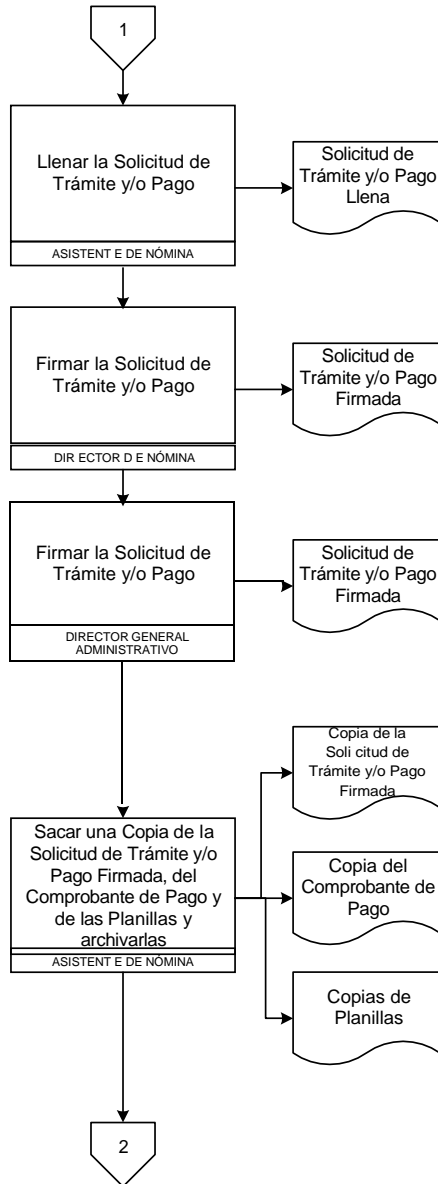 1
Llenar la Solicitud de
Trámite y/o Pago
ASISTENT E DE NÓMINA
Solicitud de
Trámite y/o Pago
Llena
Firmar la Solicitud de
Trámite y/o Pago
DIR ECTOR D E NÓMINA
Solicitud de
Trámite y/o Pago
Firmada
Firmar la Solicitud de
Trámite y/o Pago
DIRECTOR GENERAL
ADMINISTRATIVO
Solicitud de
Trámite y/o Pago
Firmada
Sacar una Copia de la
Solicitud de Trámite y/o
Pago Firmada, del
Comprobante de Pago y
de las Planillas y
archivarlas
ASISTENT E DE NÓMINA
Copia de la
Soli citud de
Trámite y/o Pago
Firmada
Copia del
Comprobante de
Pago
Copias de
Planillas
2